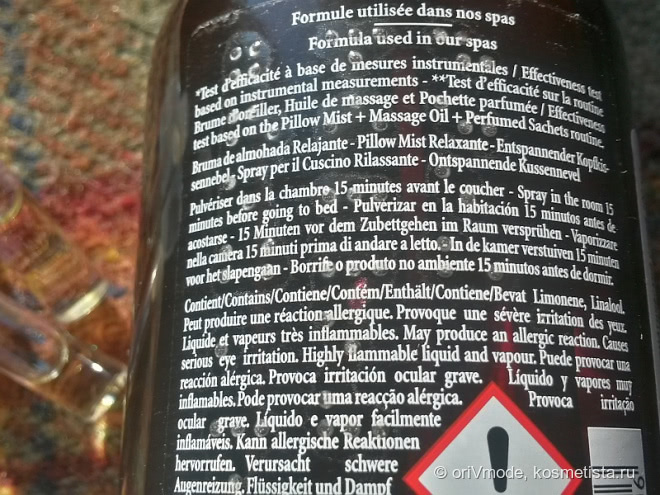 Formule utilisée dans nos spas
Formula used in our spas
*Test d'efficacité à base de mesures instrumentales / Effectiveness test
based on instrumental measurements - **Test d'efficacité sur la routine
Brume d'oreiller, Huile de massage et Pochette parfumée / Effectiveness
test based on the Pillow Mist + Massage Oil + Perfumed Sachets routine.
Bruma de almohada Relajante - Pillow Mist Relaxante - Entspannender Kopfkis-
sennebel - Spray per il Cuscino Rilassante - Ontspannende Kussennevel
Pulvériser dans la chambre 15 minutes avant le coucher - Spray in the room 15
minutes before going to bed - Pulverizar en la habitación 15 minutos antes de
acostarse - 15 Minuten vor dem Zubettgehen im Raum versprühen - Vaporizzare
nella camera 15 minuti prima di andare a letto. - In de kamer verstuiven 15 minuten
voor het slapengaan - Borrife o produto no ambiente 15 minutos antes de dormir.
Contient/Contains/Contiene/Contém/Enthält/Contiene/Bevat Limonene, Linalool.
Peut produire une réaction allergique. Provoque une sévère irritation des yeux.
Liquide et vapeurs très inflammables. May produce an allergic reaction. Causes
serious eye irritation. Highly flammable liquid and vapour. Puede provocar una
reacción alérgica. Provoca irritación ocular grave. Líquido y vapores muy
inflamables. Pode provocar uma reacção alérgica. Provoca irritação
ocular grave. Líquido e vapor facilmente
inflamáveis. Kann allergische Reaktionen
hervorrufen. Verursacht schwere
Augenreizung. Flüssigkeit und Dampf
© oriVmode, kosmetista.ru